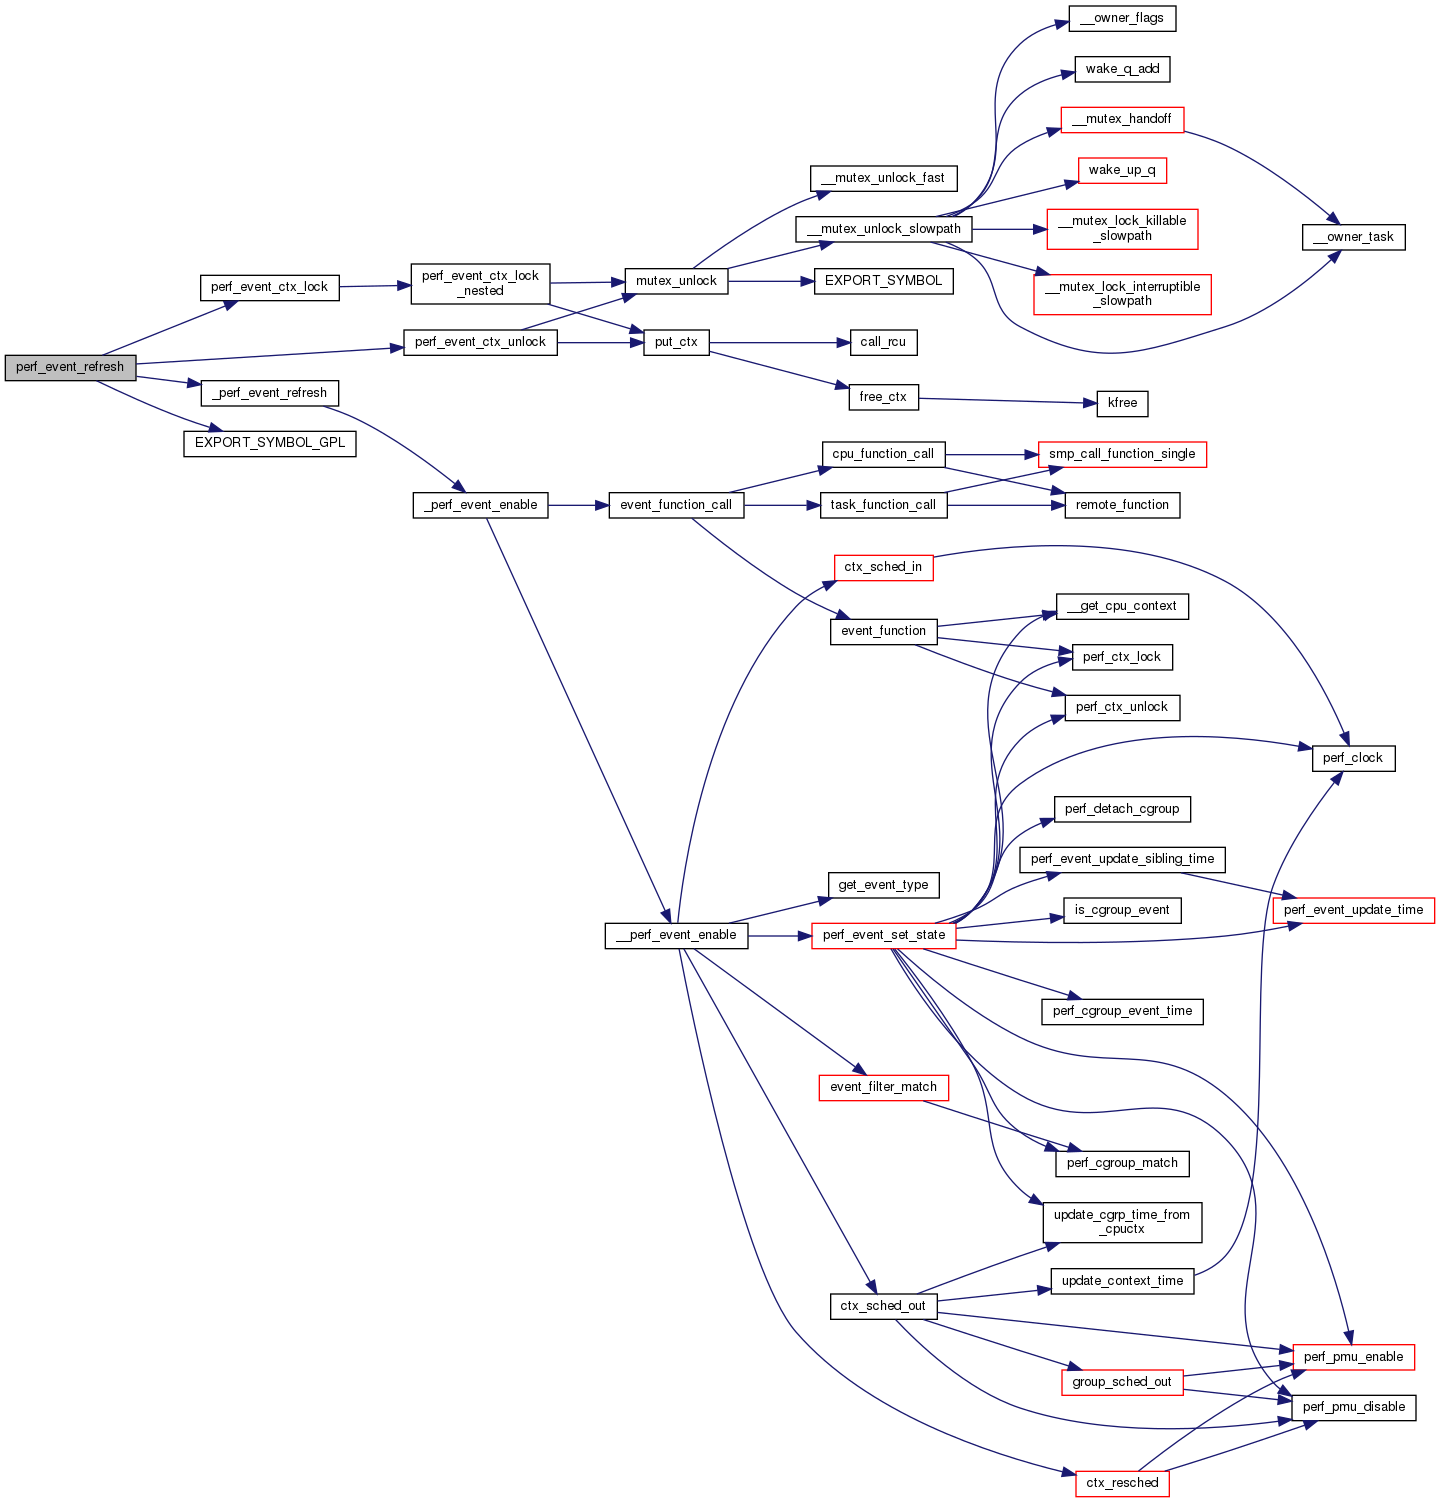 __owner_flags
wake_q_add
__mutex_handoff
wake_up_q
__mutex_unlock_fast
__mutex_unlock_slowpath
__mutex_lock_killable
_slowpath
__owner_task
perf_event_ctx_lock
perf_event_ctx_lock
_nested
mutex_unlock
EXPORT_SYMBOL
__mutex_lock_interruptible
_slowpath
perf_event_ctx_unlock
put_ctx
call_rcu
perf_event_refresh
_perf_event_refresh
free_ctx
kfree
EXPORT_SYMBOL_GPL
cpu_function_call
smp_call_function_single
_perf_event_enable
event_function_call
task_function_call
remote_function
ctx_sched_in
__get_cpu_context
event_function
perf_ctx_lock
perf_ctx_unlock
perf_clock
perf_detach_cgroup
perf_event_update_sibling_time
get_event_type
is_cgroup_event
perf_event_update_time
__perf_event_enable
perf_event_set_state
perf_cgroup_event_time
event_filter_match
perf_cgroup_match
update_cgrp_time_from
_cpuctx
update_context_time
ctx_sched_out
perf_pmu_enable
group_sched_out
perf_pmu_disable
ctx_resched